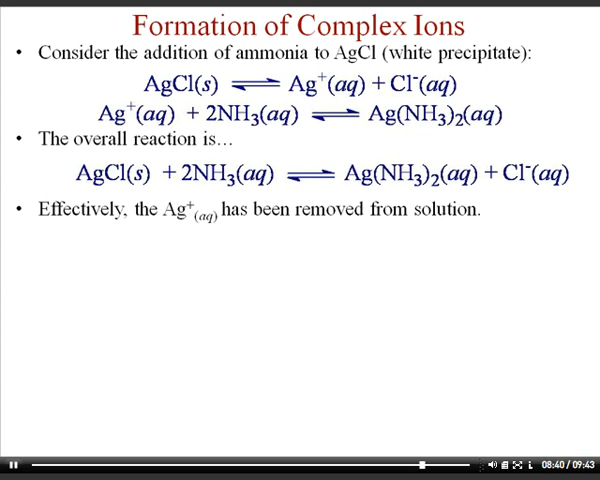 Formation of Complex Ions
• Consider the addition of ammonia to AgCl (white precipitate):
AgCl(s) ⇌ Ag⁺(aq) + Cl⁻(aq)
Ag⁺(aq) + 2NH₃(aq) ⇌ Ag(NH₃)₂(aq)
• The overall reaction is…
AgCl(s) + 2NH₃(aq) ⇌ Ag(NH₃)₂(aq) + Cl⁻(aq)
• Effectively, the Ag⁺(aq) has been removed from solution.
08:40 / 09:43